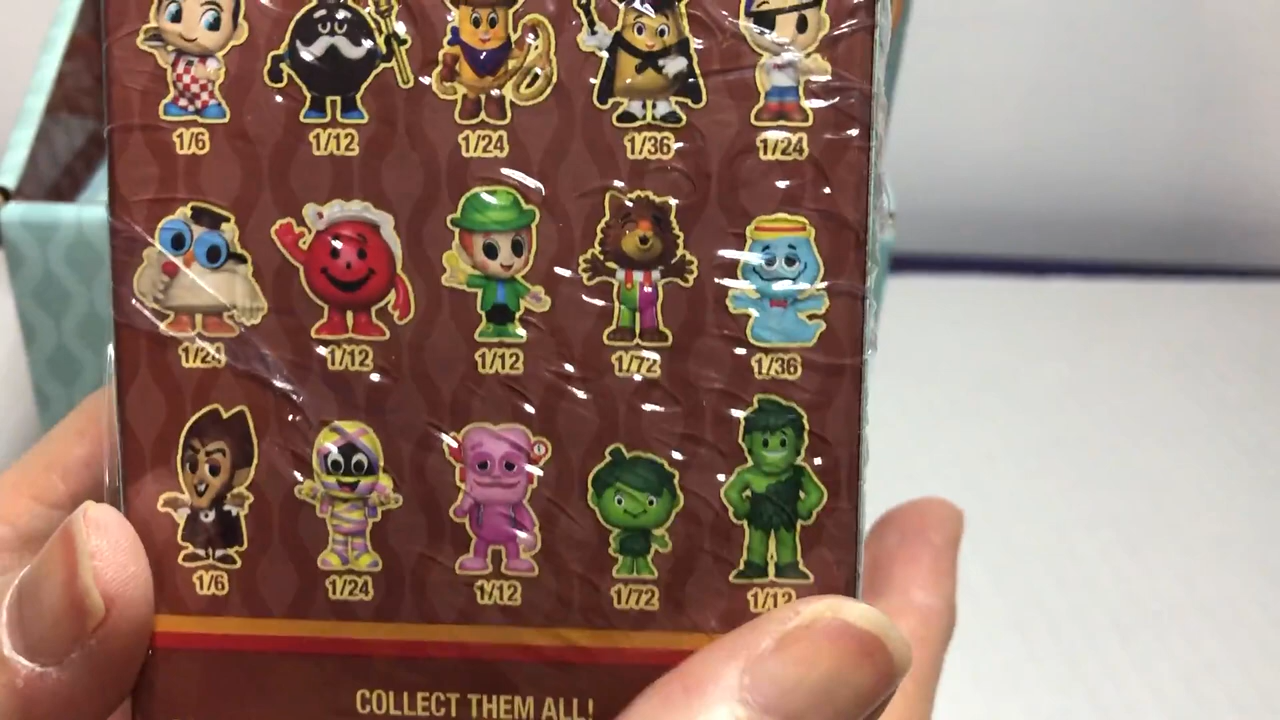 1/6 1/12 1/24 1/36 1/24
1/24 1/12 1/12 1/72 1/36
1/6 1/24 1/12 1/72 1/12
COLLECT THEM ALL!